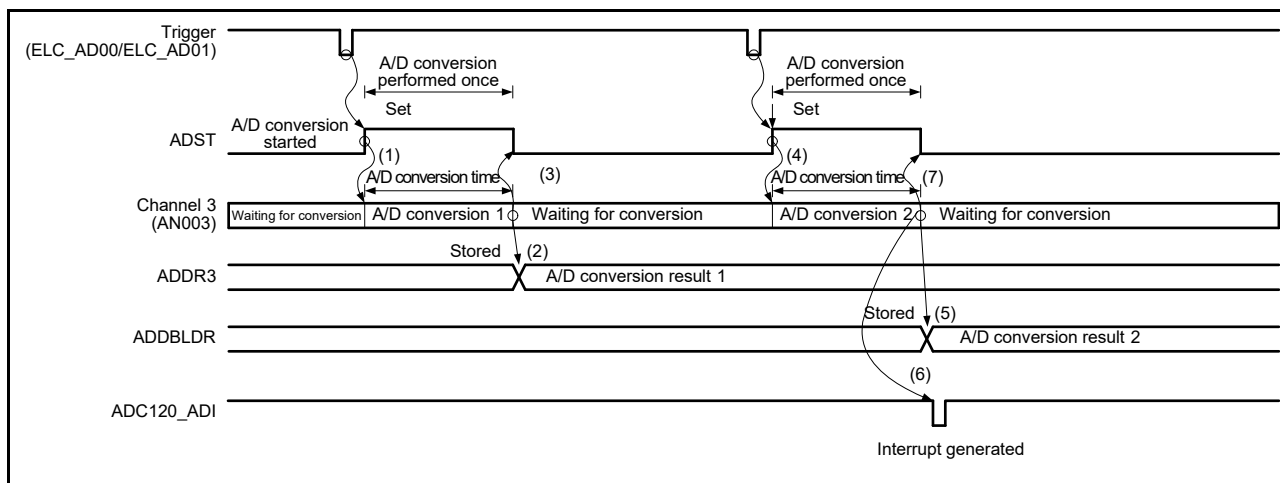 Trigger
(ELC_AD00/ELC_AD01)
A/D conversion
performed once
A/D conversion
performed once
Set
Set
ADST
A/D conversion
started
(1)
(3)
(4)
(7)
A/D conversion time
A/D conversion time
Channel 3
(AN003)
Waiting for conversion
A/D conversion 1
Waiting for conversion
A/D conversion 2
Waiting for conversion
Stored
(2)
ADDR3
A/D conversion result 1
Stored
(5)
ADDBLDR
A/D conversion result 2
(6)
ADC120_ADI
Interrupt generated